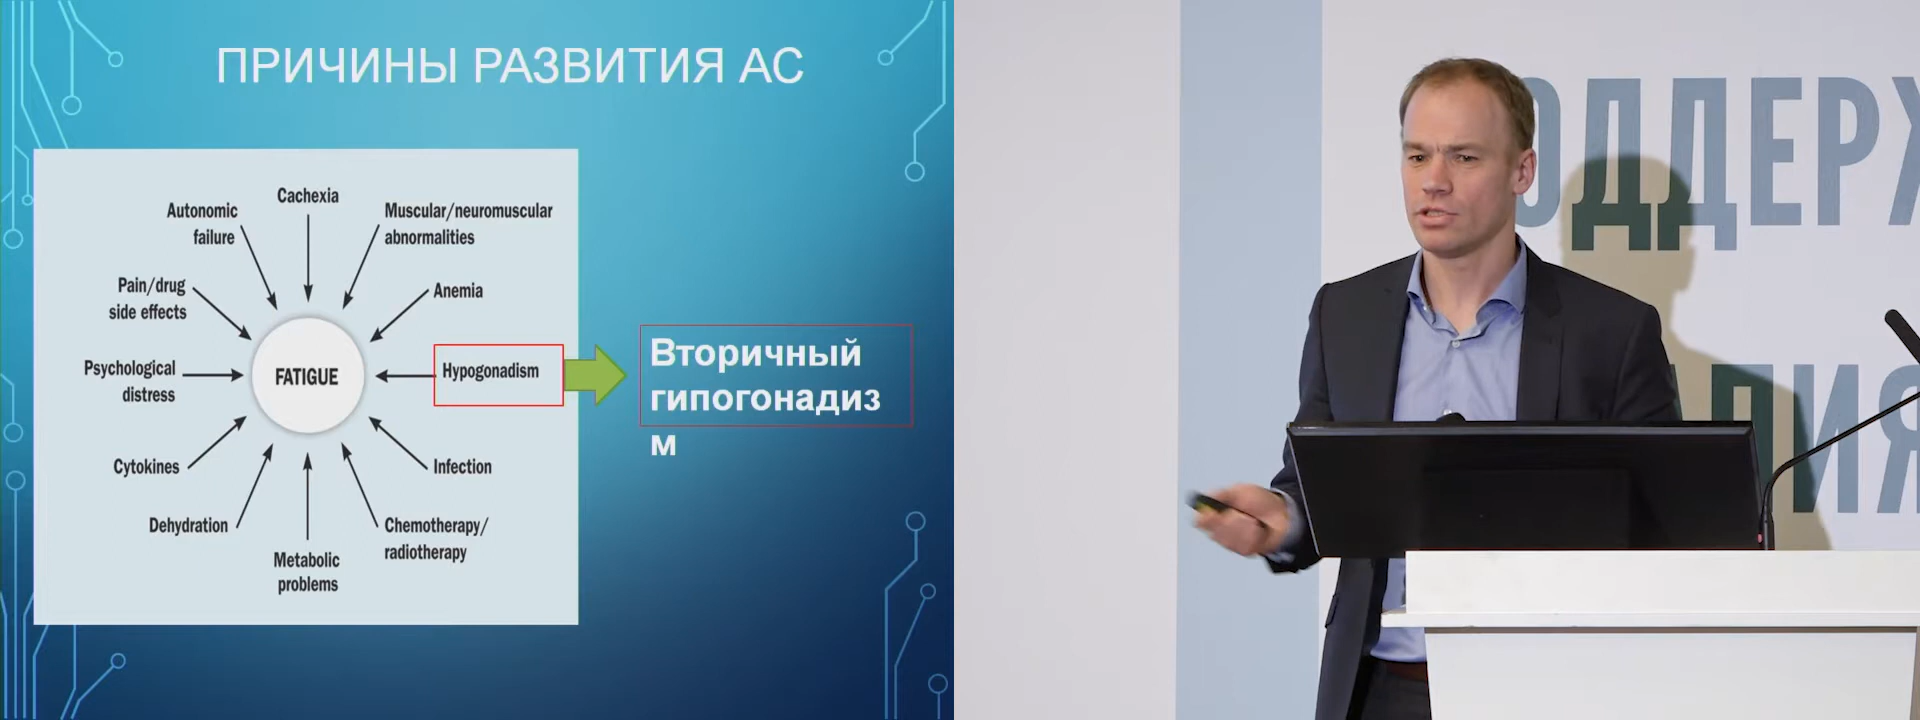 ПРИЧИНЫ РАЗВИТИЯ АС
Cachexia
Autonomic
failure
Muscular/neuromuscular
abnormalities
Pain/drug
side effects
Anemia
Psychological
distress
FATIGUE
Hypogonadism
Вторичный
гипогонадиз
м
Cytokines
Infection
Dehydration
Chemotherapy/
radiotherapy
Metabolic
problems
ОДДЕРЖ
ПИЯ